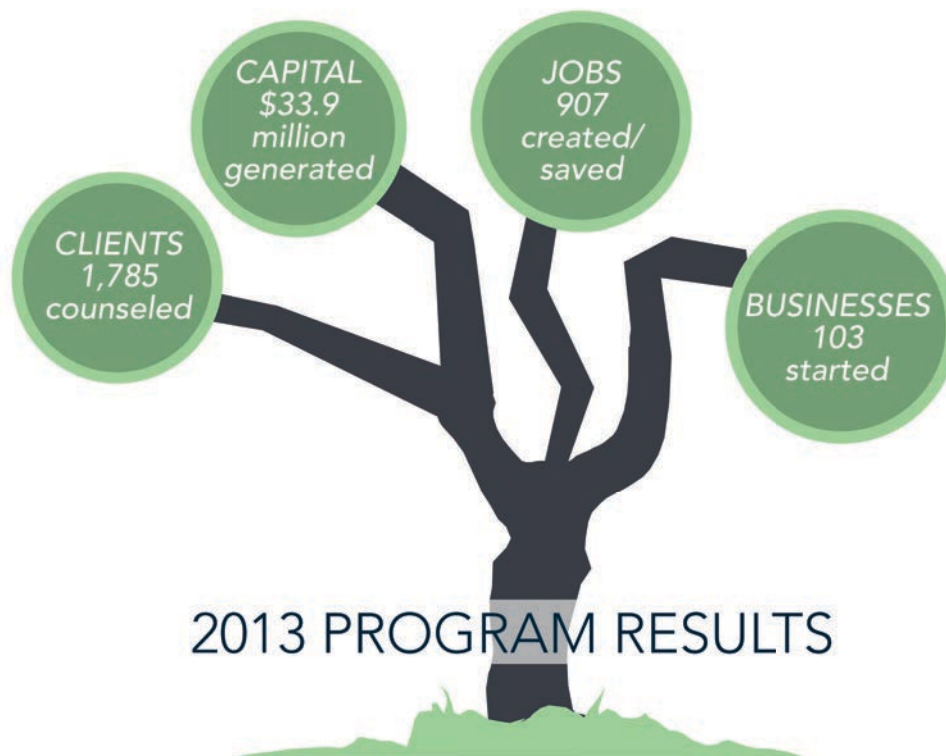 CAPITAL
$33.9
million
generated
JOBS
907
created/
saved
CLIENTS
1,785
counseled
BUSINESSES
103
started
2013 PROGRAM RESULTS